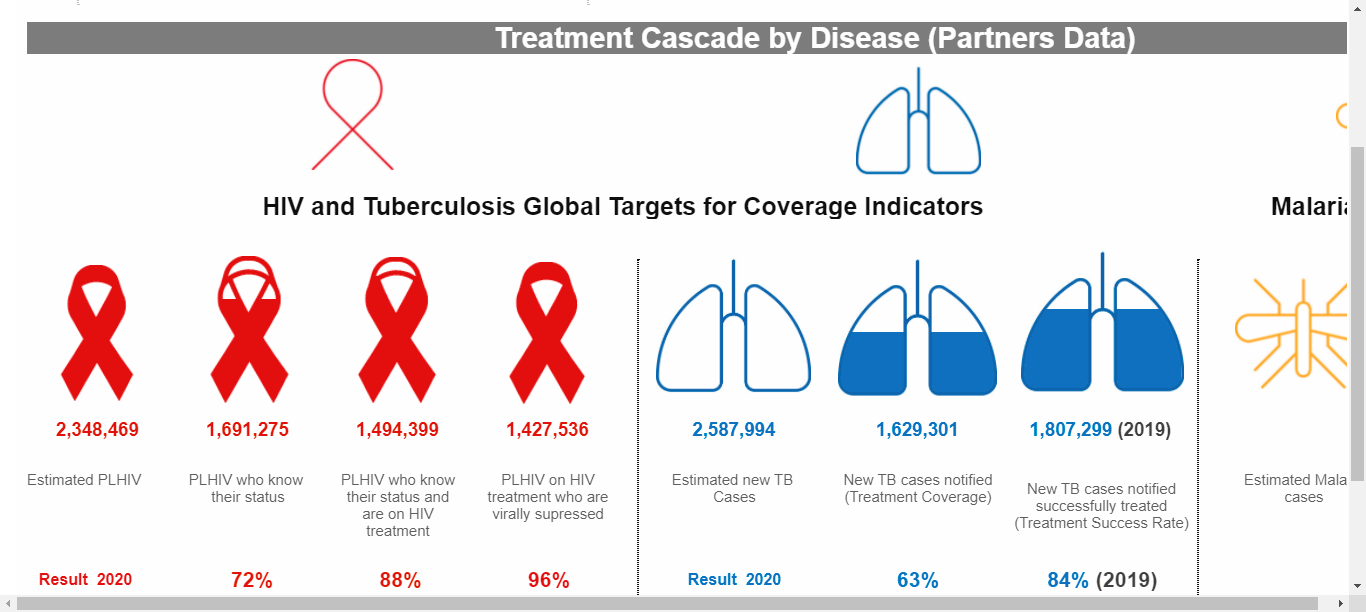 Treatment Cascade by Disease (Partners Data)
HIV and Tuberculosis Global Targets for Coverage Indicators
Malaria
2,348,469
1,691,275
1,494,399
1,427,536
2,587,994
1,629,301
1,807,299 (2019)
Estimated PLHIV
PLHIV who know
their status
PLHIV who know
their status and
are on HIV
treatment
PLHIV on HIV
treatment who are
virally supressed
Estimated new TB
Cases
New TB cases notified
(Treatment Coverage)
New TB cases notified
successfully treated
(Treatment Success Rate)
Estimated Mala
cases
Result 2020
72%
88%
96%
Result 2020
63%
84% (2019)